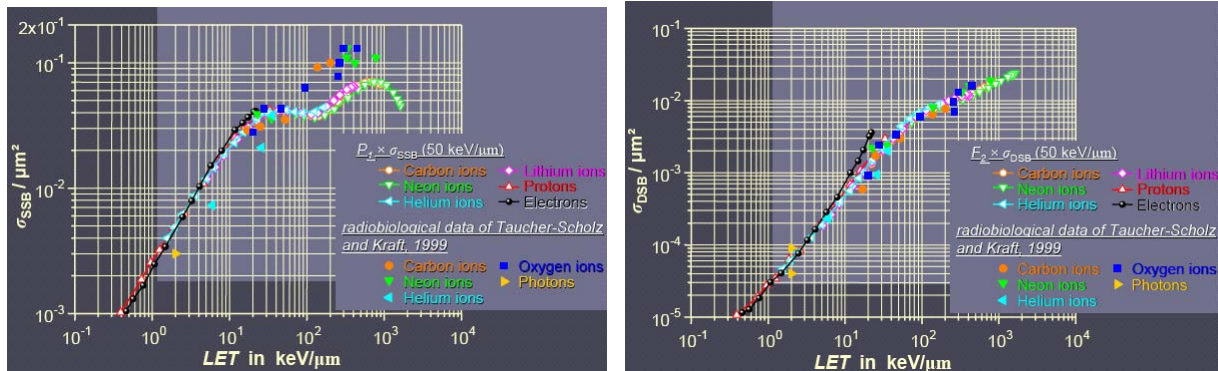 2x10⁻¹
10⁻¹
10⁻²
10⁻³
σSSB / µm²
P₁ × σSSB (50 keV/µm)
Carbon ions
Lithium ions
Neon ions
Protons
Helium ions
Electrons
radiobiological data of Taucher-Scholz
and Kraft, 1999
Carbon ions
Oxygen ions
Neon ions
Photons
Helium ions
10⁻¹ 10⁰ 10¹ 10² 10³ 10⁴
LET in keV/µm
10⁻¹
10⁻²
10⁻³
10⁻⁴
10⁻⁵
σDSB / µm²
F₂ × σDSB (50 keV/µm)
Carbon ions
Lithium ions
Neon ions
Protons
Helium ions
Electrons
radiobiological data of Taucher-Scholz
and Kraft, 1999
Carbon ions
Oxygen ions
Neon ions
Photons
Helium ions
10⁻¹ 10⁰ 10¹ 10² 10³ 10⁴
LET in keV/µm